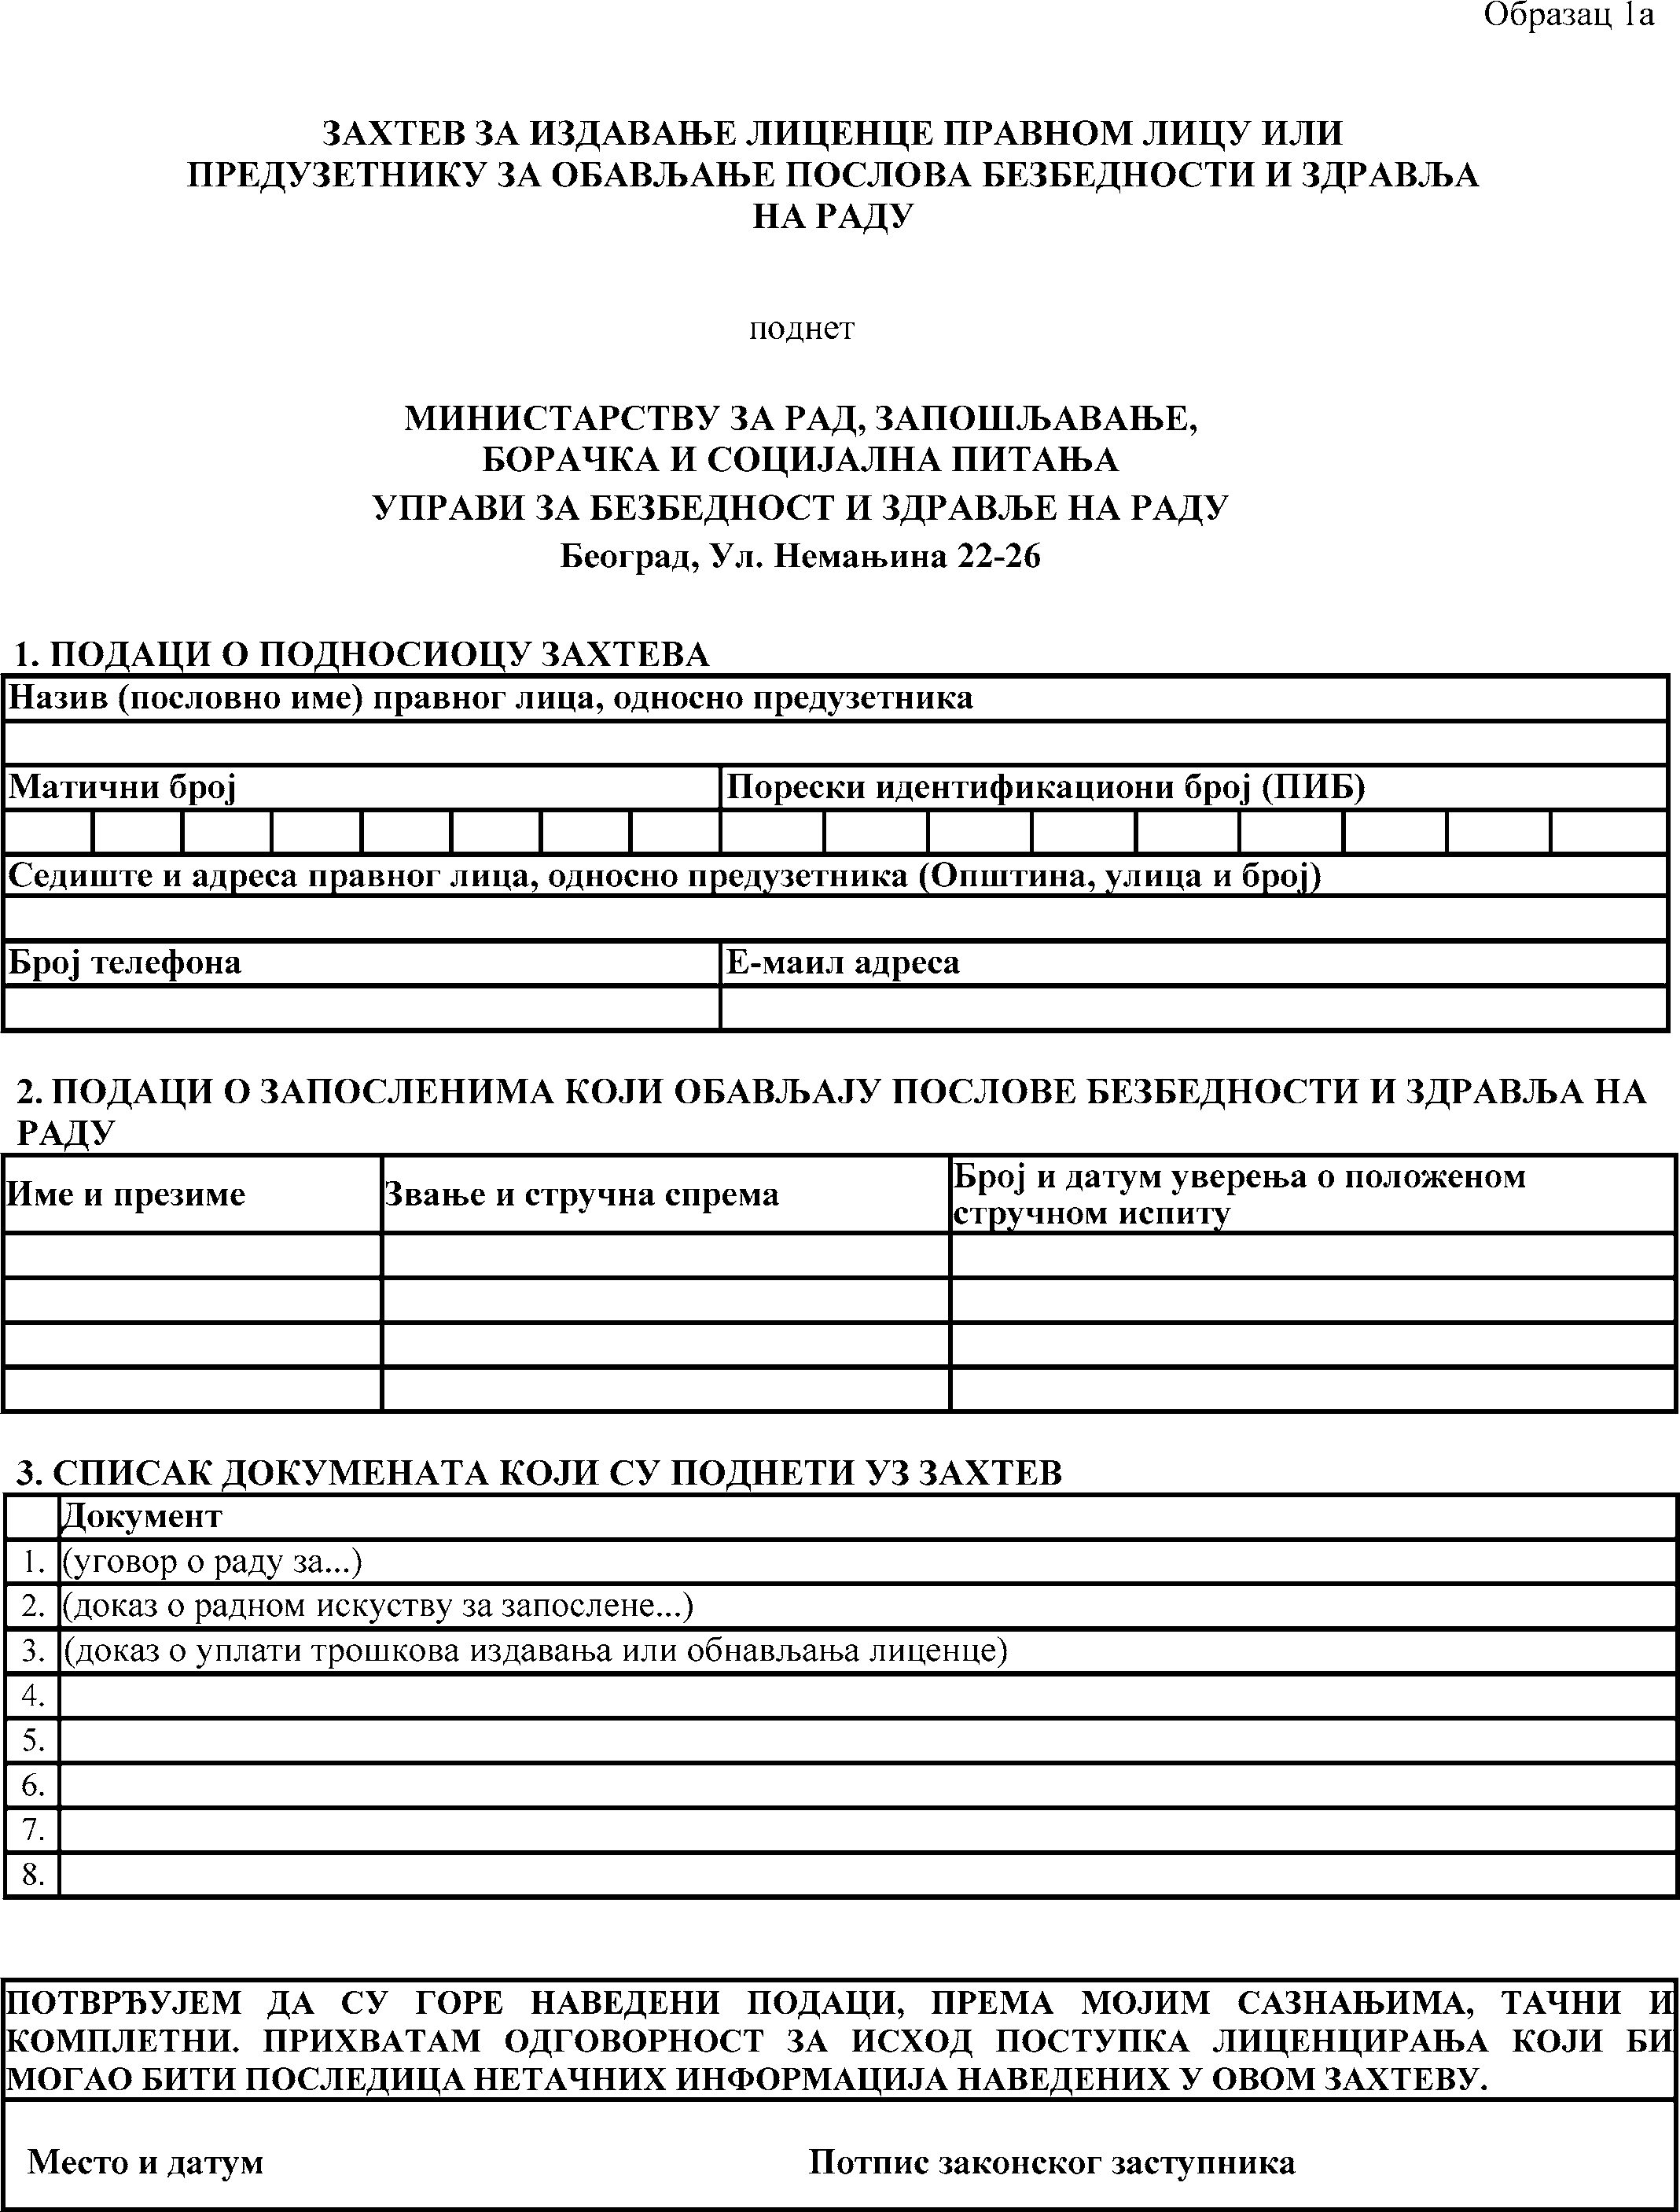 Образац 1а
ЗАХТЕВ ЗА ИЗДАВАЊЕ ЛИЦЕНЦЕ ПРАВНОМ ЛИЦУ ИЛИ
ПРЕДУЗЕТНИКУ ЗА ОБАВЉАЊЕ ПОСЛОВА БЕЗБЕДНОСТИ И ЗДРАВЉА
НА РАДУ
поднет
МИНИСТАРСТВУ ЗА РАД, ЗАПОШЉАВАЊЕ,
БОРАЧКА И СОЦИЈАЛНА ПИТАЊА
УПРАВИ ЗА БЕЗБЕДНОСТ И ЗДРАВЉЕ НА РАДУ
Београд, Ул. Немањина 22-26
1. ПОДАЦИ О ПОДНОСИОЦУ ЗАХТЕВА
Назив (пословно име) правног лица, односно предузетника
Матични број
Порески идентификациони број (ПИБ)
Седиште и адреса правног лица, односно предузетника (Општина, улица и број)
Број телефона
Е-маил адреса
2. ПОДАЦИ О ЗАПОСЛЕНИМА КОЈИ ОБАВЉАЈУ ПОСЛОВЕ БЕЗБЕДНОСТИ И ЗДРАВЉА НА
РАДУ
Име и презиме
Звање и стручна спрема
Број и датум уверења о положеном
стручном испиту
3. СПИСАК ДОКУМЕНАТА КОЈИ СУ ПОДНЕТИ УЗ ЗАХТЕВ
Документ
1. (уговор о раду за...)
2. (доказ о радном искуству за запослене...)
3. (доказ о уплати трошкова издавања или обнављања лиценце)
4.
5.
6.
7.
8.
ПОТВРЂУЈЕМ ДА СУ ГОРЕ НАВЕДЕНИ ПОДАЦИ, ПРЕМА МОЈИМ САЗНАЊИМА, ТАЧНИ И
КОМПЛЕТНИ. ПРИХВАТАМ ОДГОВОРНОСТ ЗА ИСХОД ПОСТУПКА ЛИЦЕНЦИРАЊА КОЈИ БИ
МОГАО БИТИ ПОСЛЕДИЦА НЕТАЧНИХ ИНФОРМАЦИЈА НАВЕДЕНИХ У ОВОМ ЗАХТЕВУ.
Место и датум
Потпис законског заступника